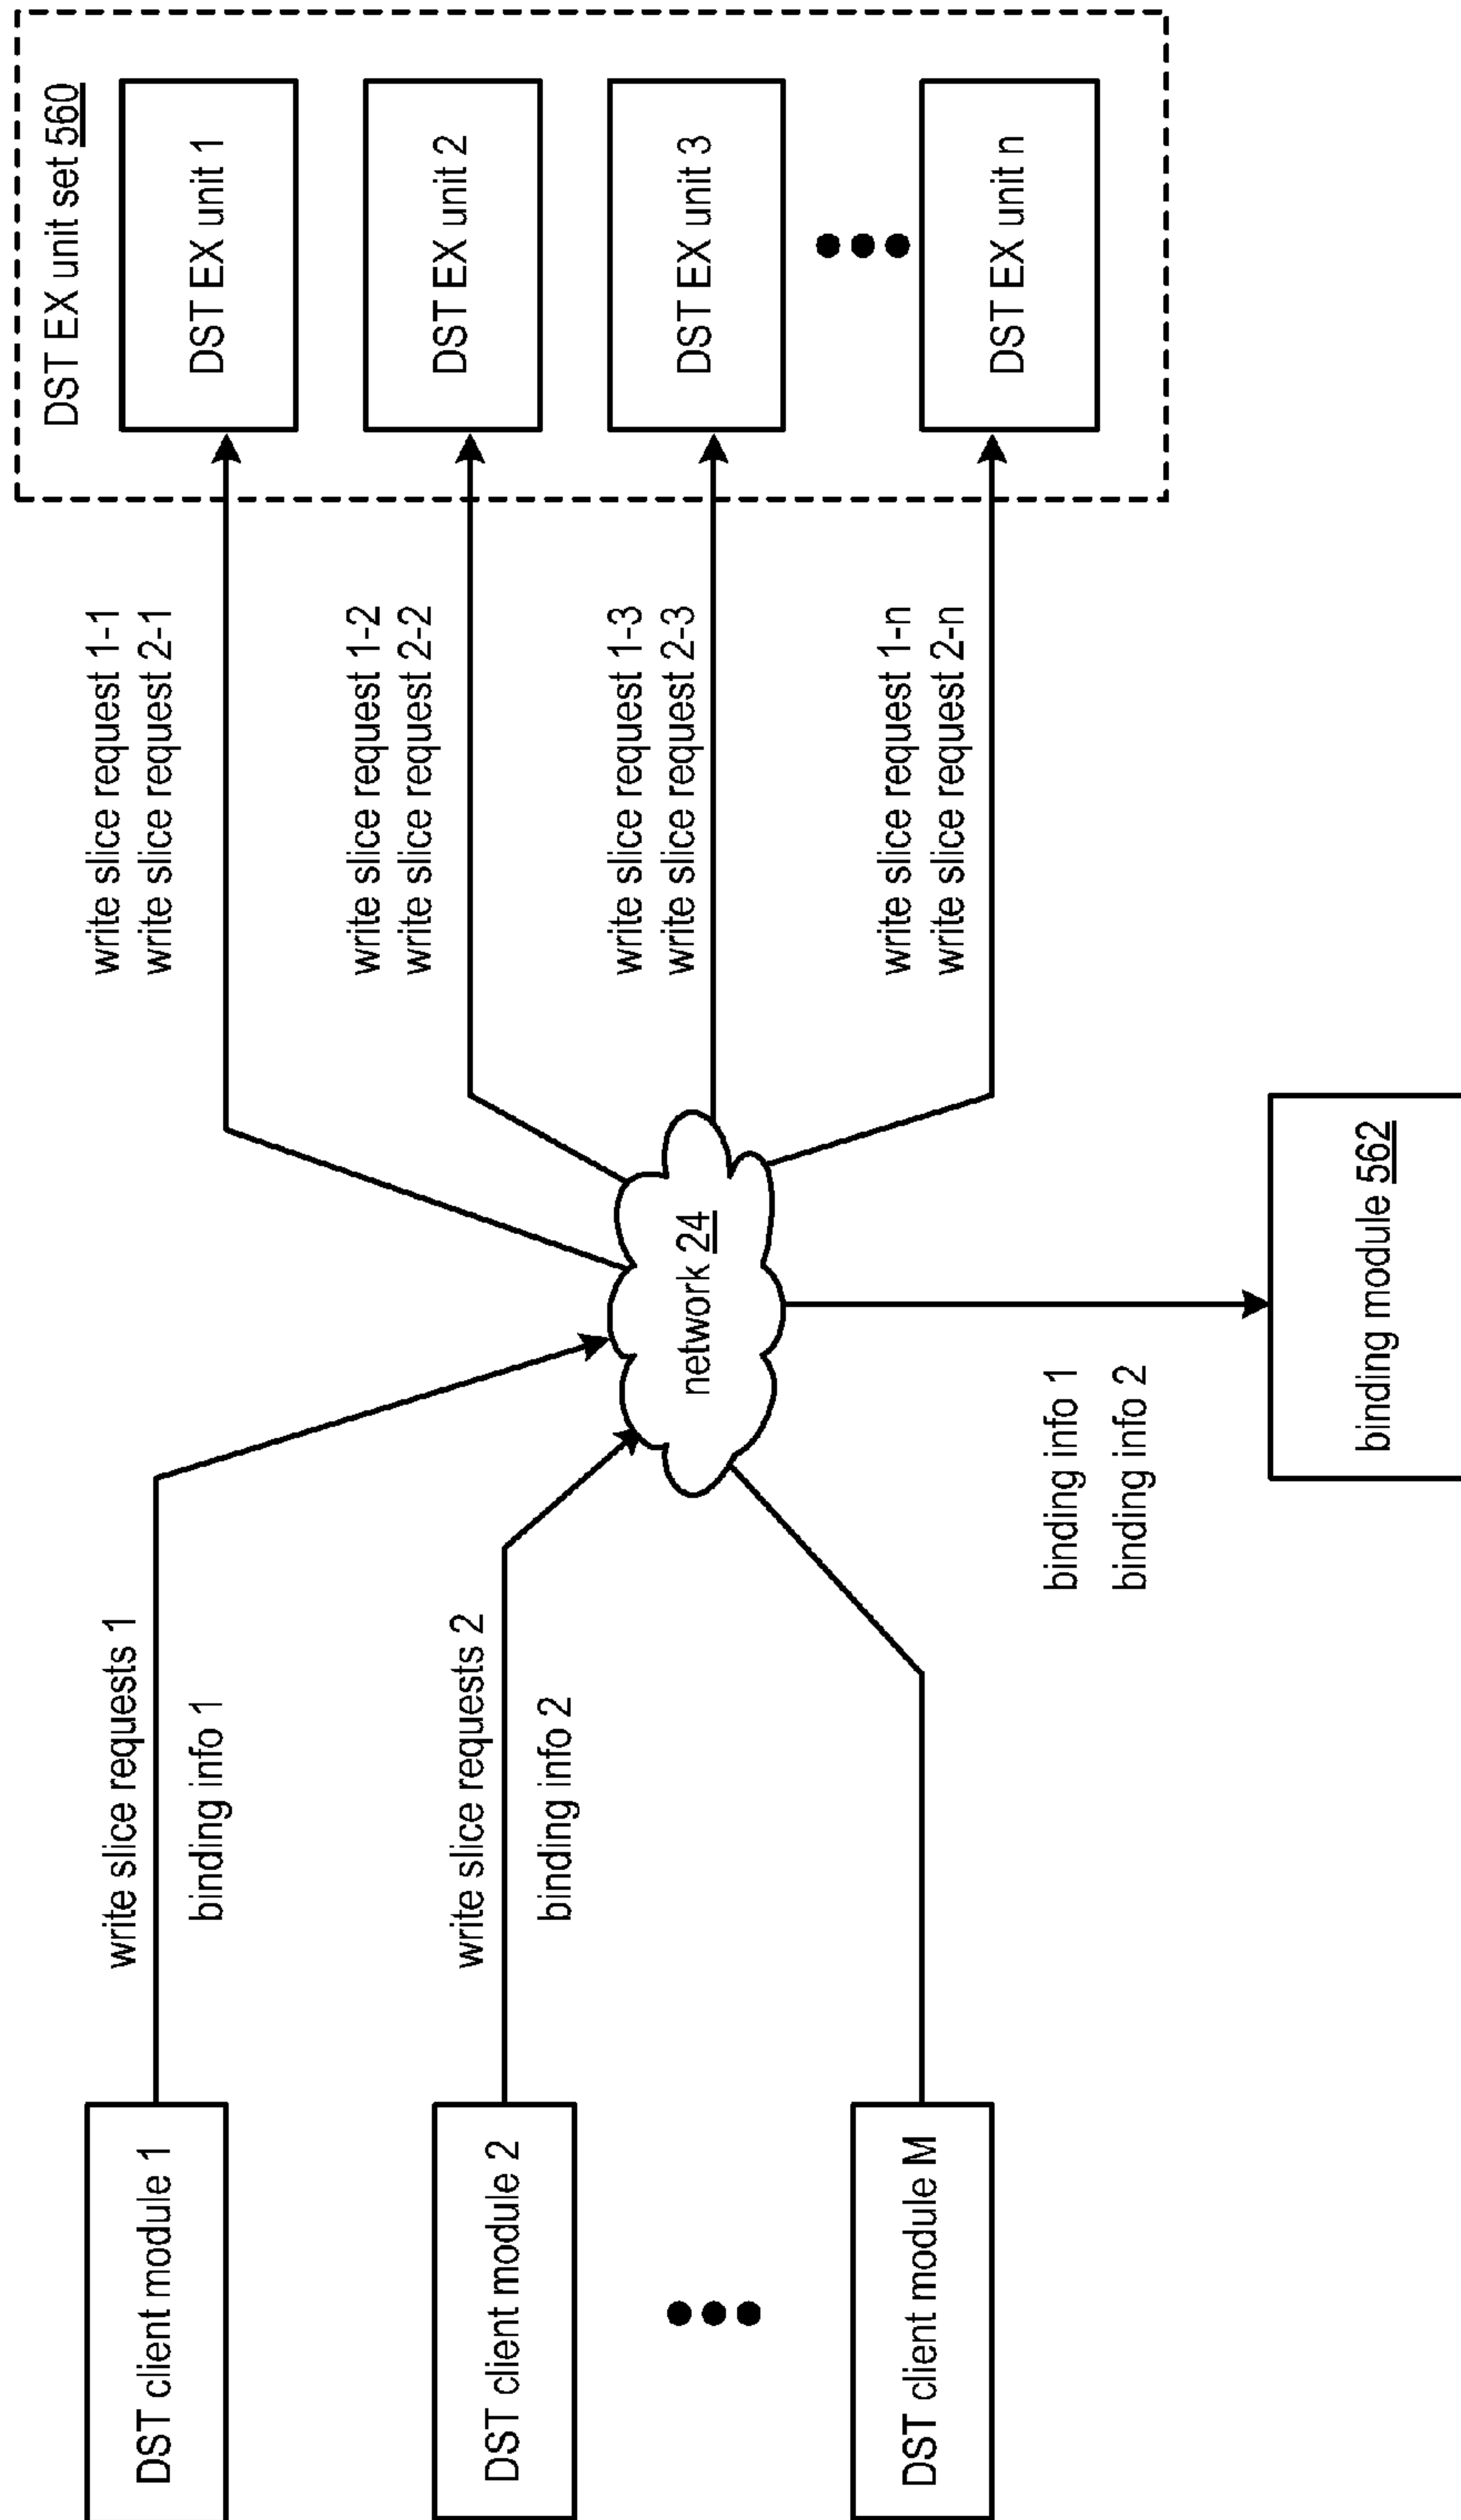 DST EX unit set 560
DST client module 1
write slice requests 1
binding info 1
write slice request 1-1
write slice request 2-1
DST EX unit 1
DST client module 2
write slice requests 2
binding info 2
write slice request 1-2
write slice request 2-2
DST EX unit 2
network 24
write slice request 1-3
write slice request 2-3
DST EX unit 3
DST client module M
write slice request 1-n
write slice request 2-n
DST EX unit n
binding info 1
binding info 2
binding module 562